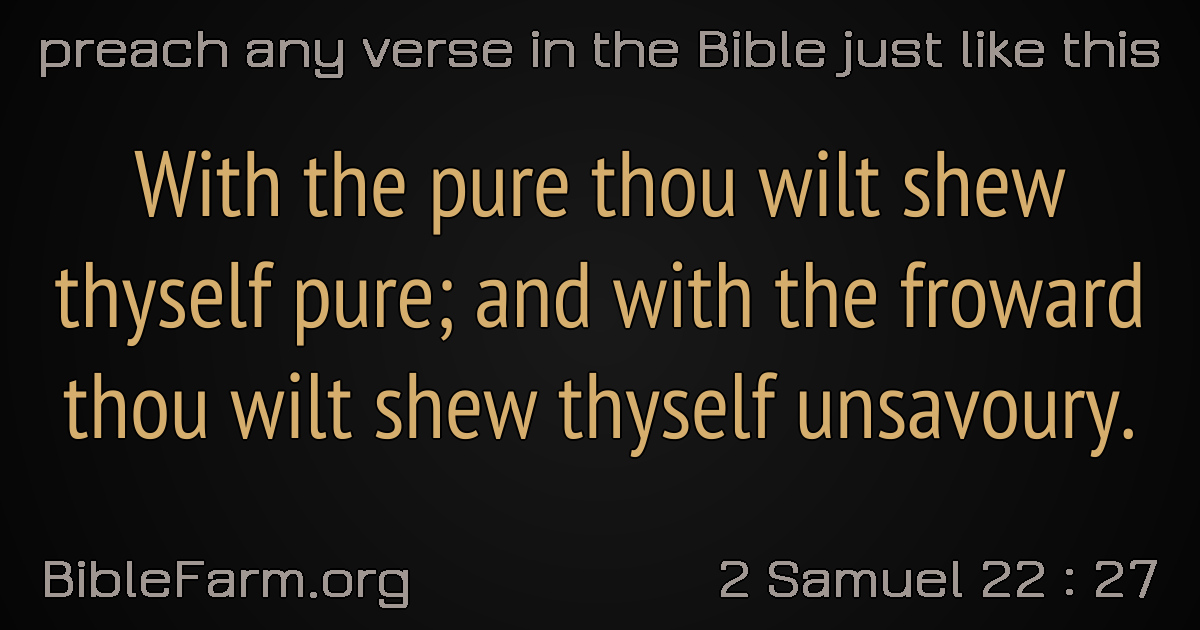 preach any verse in the Bible just like this
With the pure thou wilt shew
thyself pure; and with the froward
thou wilt shew thyself unsavoury.
BibleFarm.org
2 Samuel 22 : 27